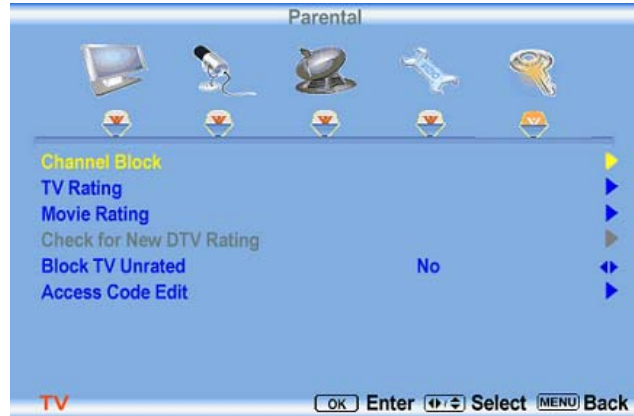 Parental
Channel Block
TV Rating
Movie Rating
Check for New DTV Rating
Block TV Unrated No
Access Code Edit
TV OK Enter Select MENU Back